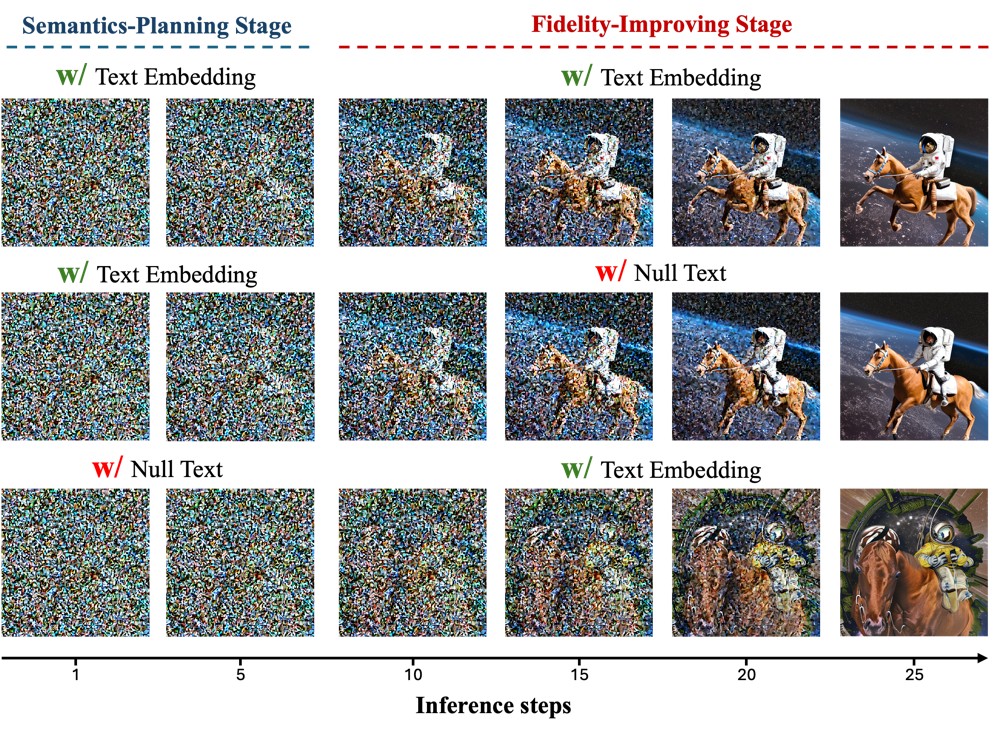 Semantics-Planning Stage
Fidelity-Improving Stage
w/ Text Embedding
w/ Text Embedding
w/ Text Embedding
w/ Null Text
w/ Null Text
w/ Text Embedding
1 5 10 15 20 25
Inference steps